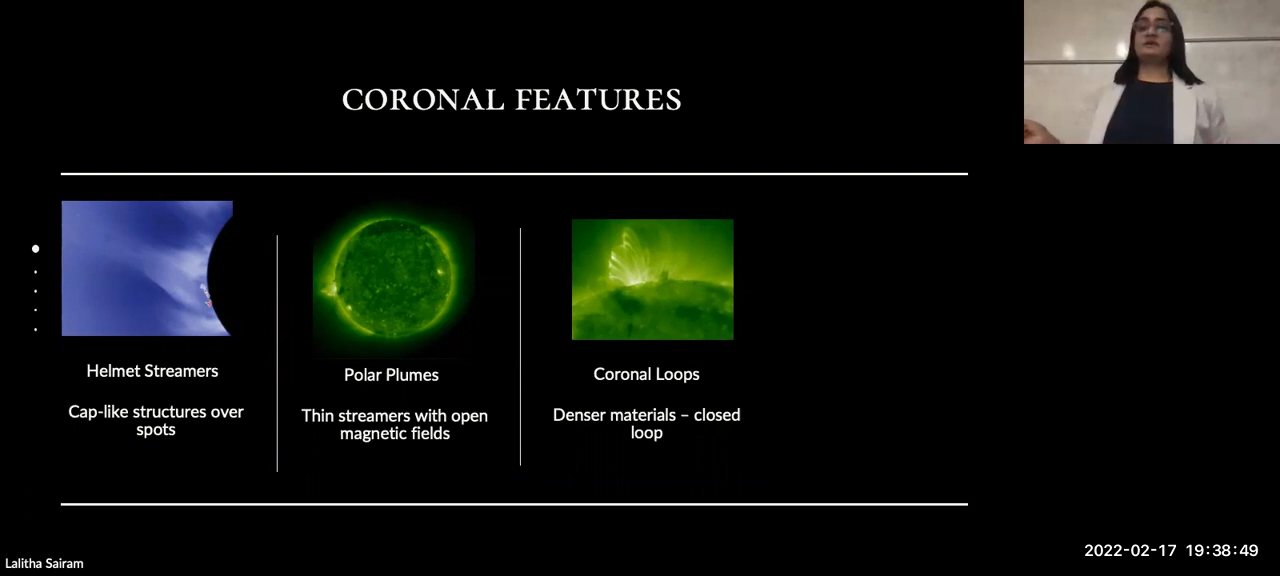 CORONAL FEATURES
Helmet Streamers
Cap-like structures over
spots
Polar Plumes
Thin streamers with open
magnetic fields
Coronal Loops
Denser materials – closed
loop
2022-02-17 19:38:49
Lalitha Sairam